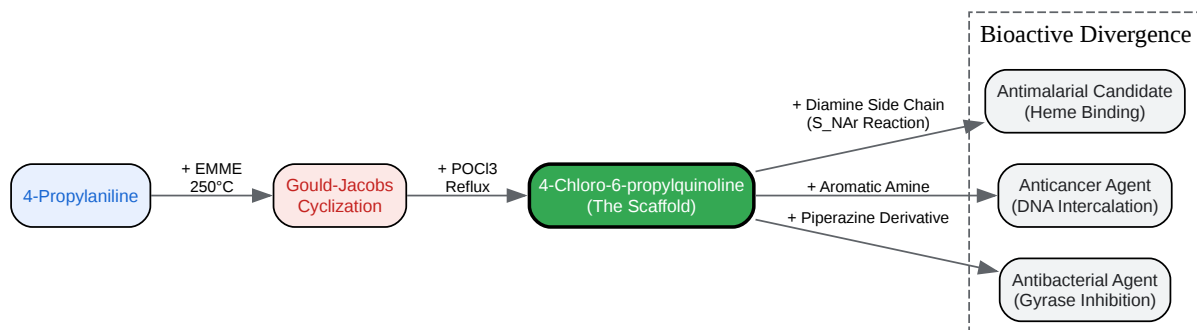 Bioactive Divergence
4-Propylaniline
+ EMME
250°C
Gould-Jacobs
Cyclization
+ POCl3
Reflux
4-Chloro-6-propylquinoline
(The Scaffold)
+ Diamine Side Chain
(S_NAr Reaction)
Antimalarial Candidate
(Heme Binding)
+ Aromatic Amine
Anticancer Agent
(DNA Intercalation)
+ Piperazine Derivative
Antibacterial Agent
(Gyrase Inhibition)